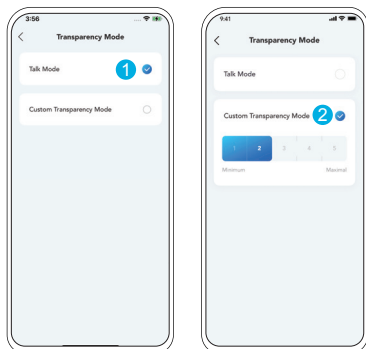 3:56
Transparency Mode
Talk Mode
1
Custom Transparency Mode
9:41
Transparency Mode
Talk Mode
Custom Transparency Mode
2
1 2 3 4 5
Minimum Maximal